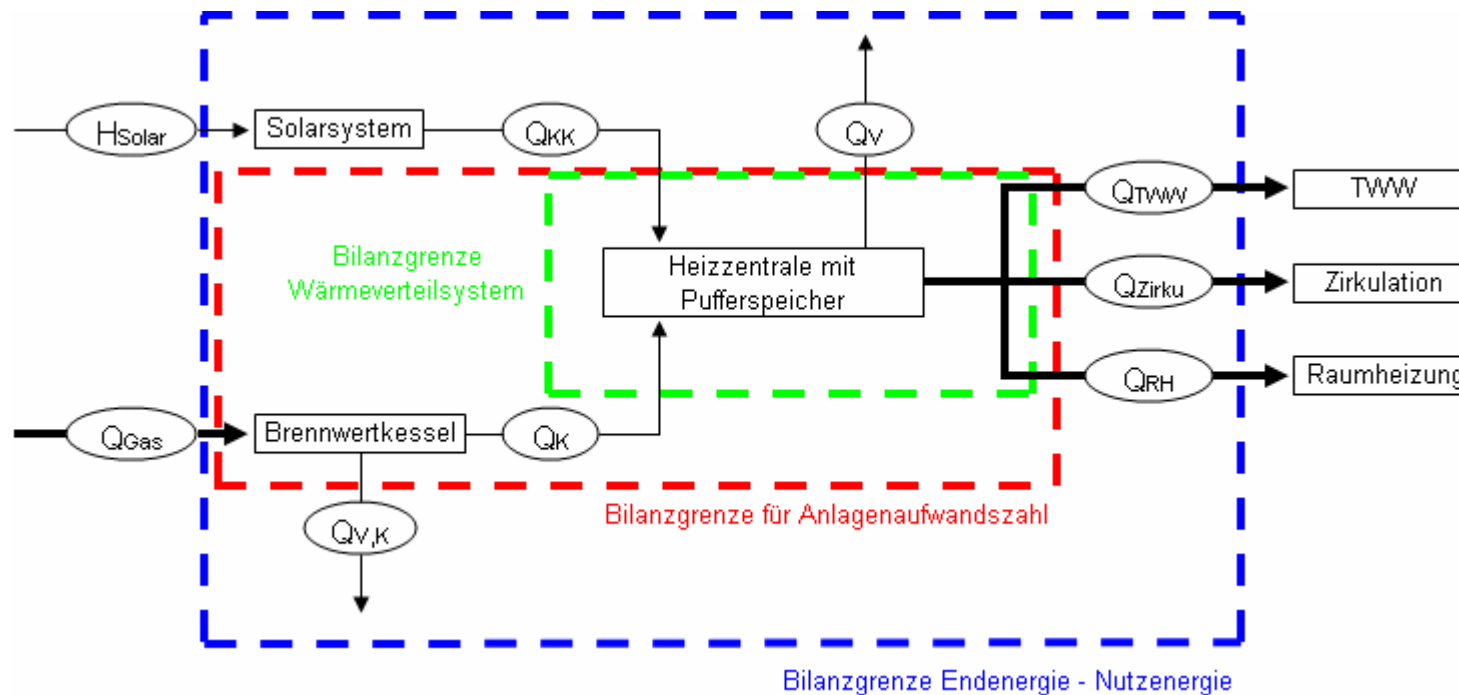 HSolar
Solarsystem
QKK
QV
QTWW
TWW
Bilanzgrenze
Wärmeverteilsystem
Heizzentrale mit
Pufferspeicher
QZirku
Zirkulation
QRH
Raumheizung
QGas
Brennwertkessel
QK
Bilanzgrenze für Anlagenaufwandszahl
QV,K
Bilanzgrenze Endenergie - Nutzenergie